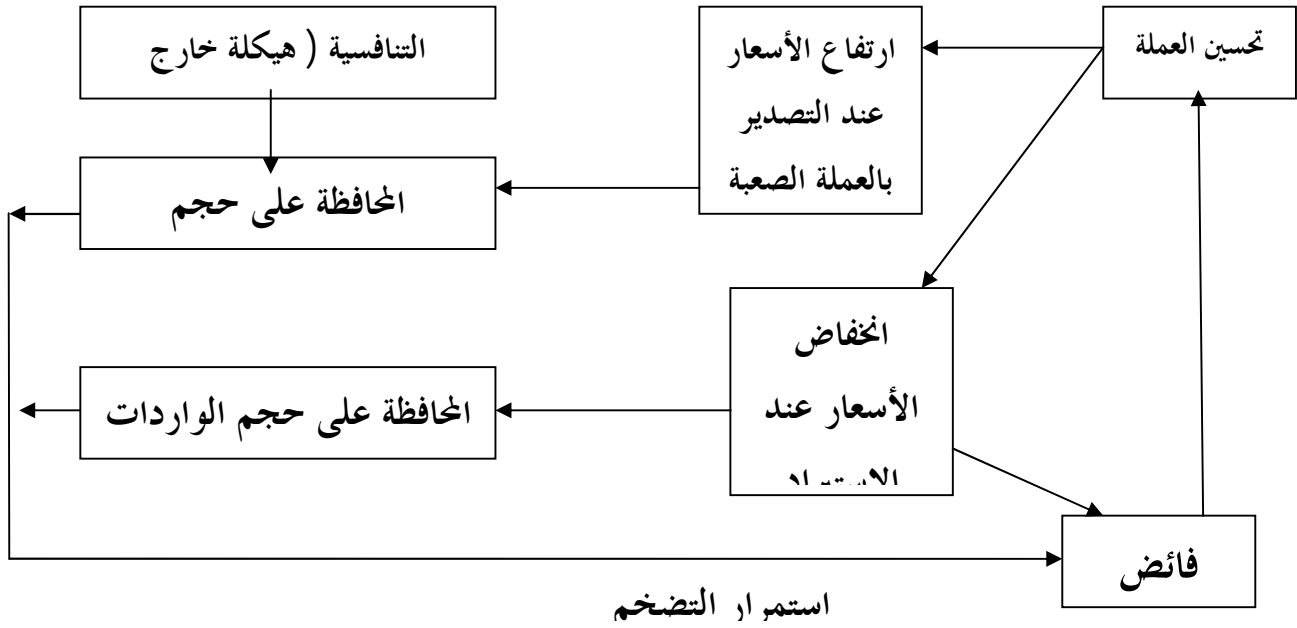 تحسين العملة
ارتفاع الأسعار
عند التصدير
بالعملة الصعبة
التنافسية ( هيكلة خارج
المحافظة على حجم
انخفاض
الأسعار عند
المحافظة على حجم الواردات
فائض
استمرار التضخم